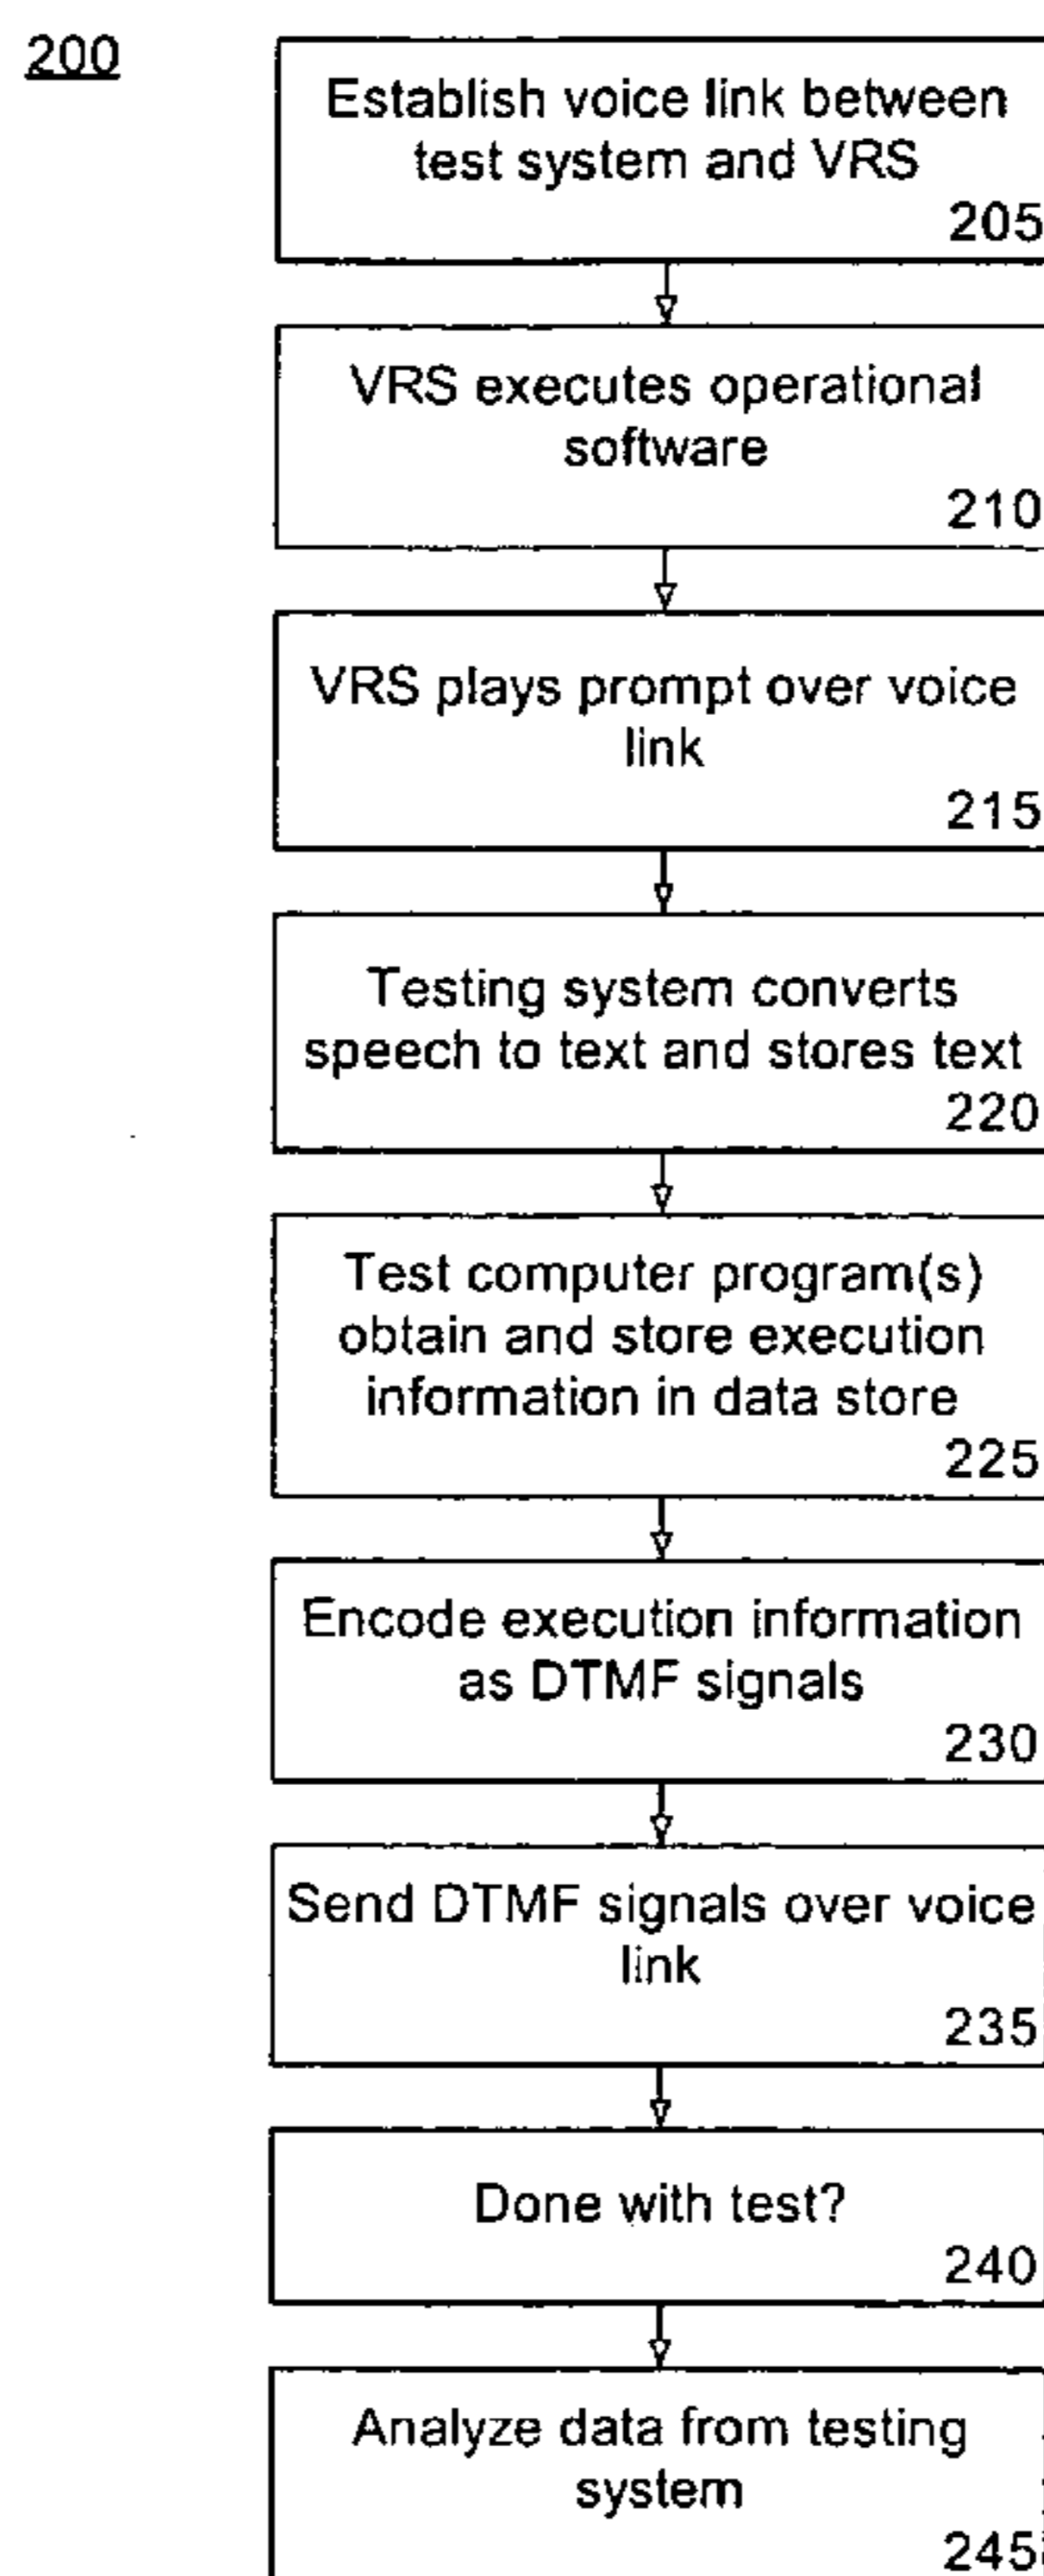 200
Establish voice link between
test system and VRS
205
VRS executes operational
software
210
VRS plays prompt over voice
link
215
Testing system converts
speech to text and stores text
220
Test computer program(s)
obtain and store execution
information in data store
225
Encode execution information
as DTMF signals
230
Send DTMF signals over voice
link
235
Done with test?
240
Analyze data from testing
system
245